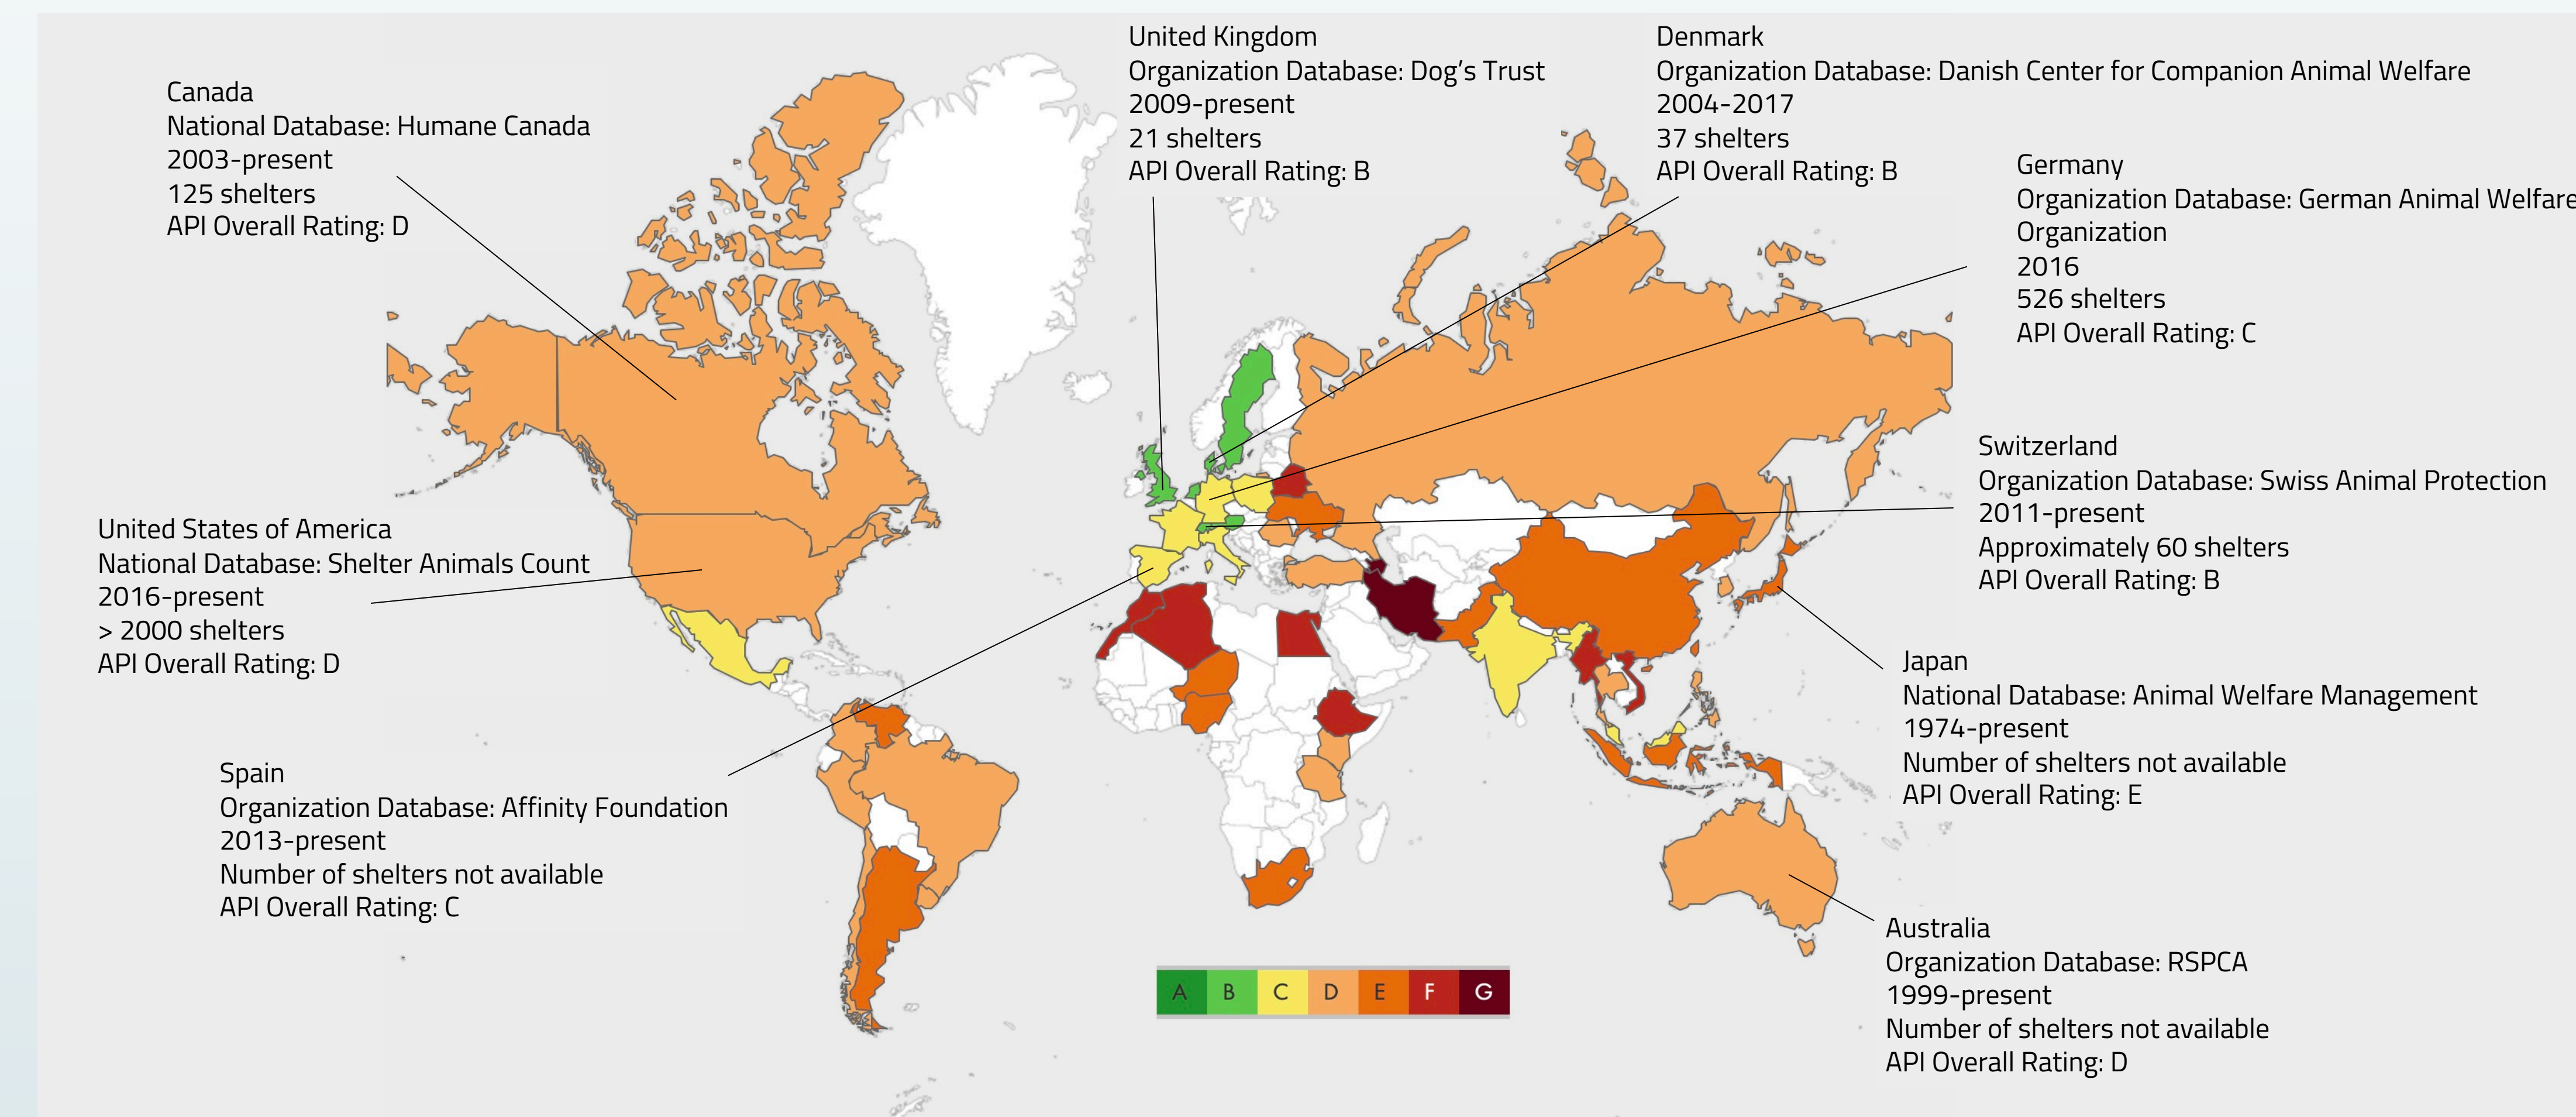 Canada
National Database: Humane Canada
2003-present
125 shelters
API Overall Rating: D
United Kingdom
Organization Database: Dog’s Trust
2009-present
21 shelters
API Overall Rating: B
Denmark
Organization Database: Danish Center for Companion Animal Welfare
2004-2017
37 shelters
API Overall Rating: B
Germany
Organization Database: German Animal Welfare
Organization
2016
526 shelters
API Overall Rating: C
Switzerland
Organization Database: Swiss Animal Protection
2011-present
Approximately 60 shelters
API Overall Rating: B
United States of America
National Database: Shelter Animals Count
2016-present
> 2000 shelters
API Overall Rating: D
Japan
National Database: Animal Welfare Management
1974-present
Number of shelters not available
API Overall Rating: E
Spain
Organization Database: Affinity Foundation
2013-present
Number of shelters not available
API Overall Rating: C
Australia
Organization Database: RSPCA
1999-present
Number of shelters not available
API Overall Rating: D
A B C D E F G